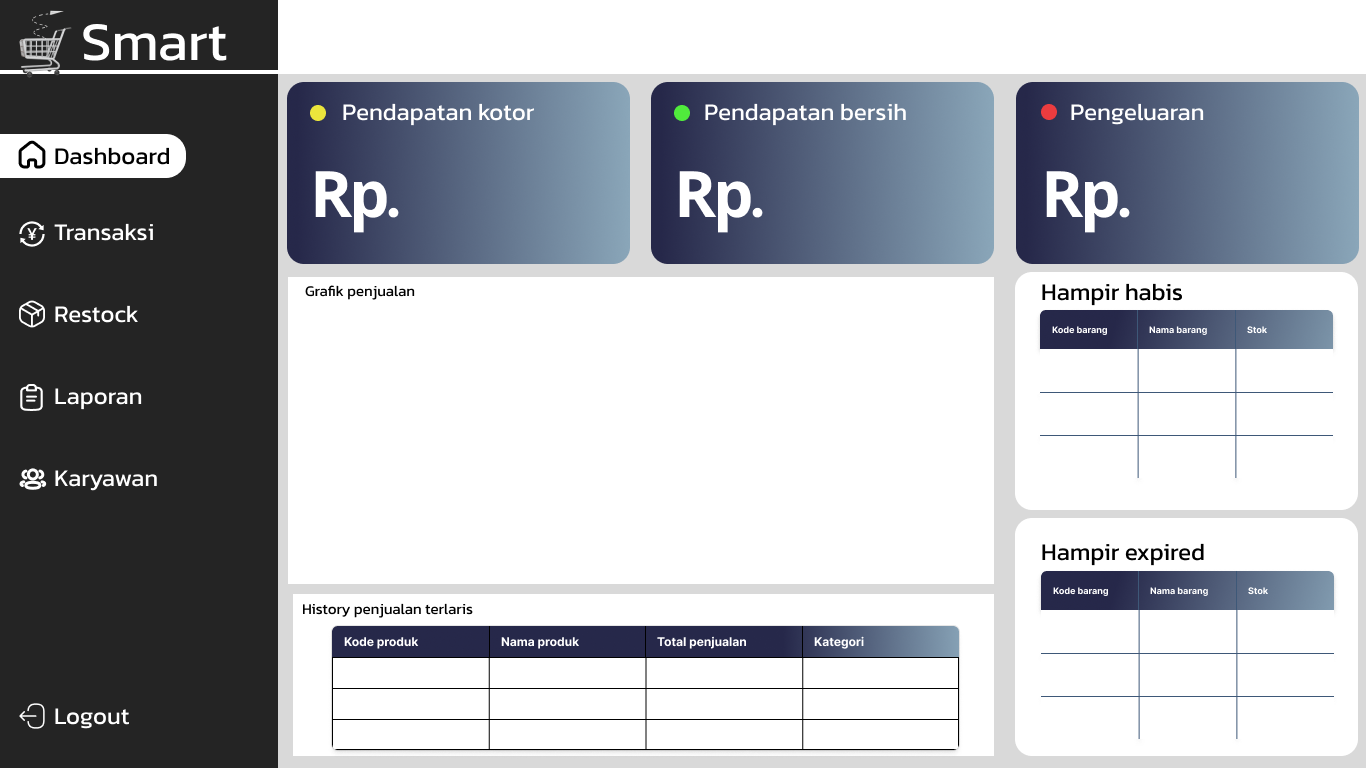 Smart
Dashboard
Transaksi
Restock
Laporan
Karyawan
Logout
Pendapatan kotor
Rp.
Pendapatan bersih
Rp.
Pengeluaran
Rp.
Grafik penjualan
History penjualan terlaris
Kode produk Nama produk Total penjualan Kategori
Hampir habis
Kode barang Nama barang Stok
Hampir expired
Kode barang Nama barang Stok